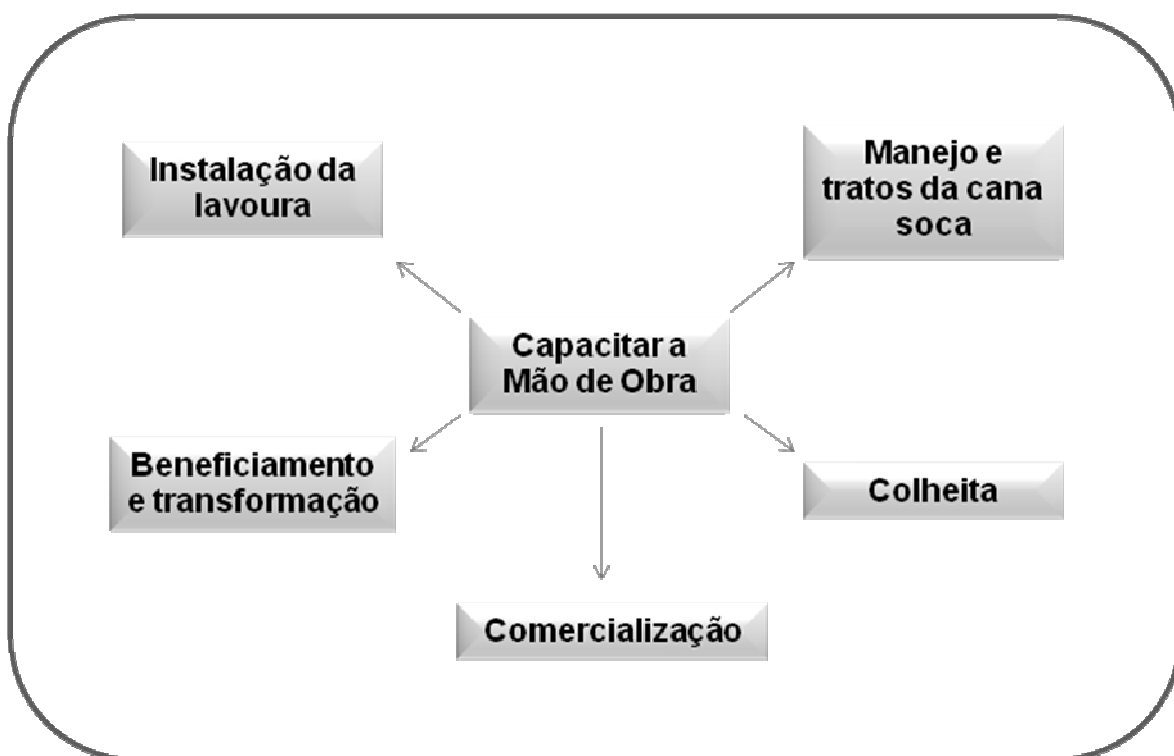 Instalação da
lavoura
Manejo e
tratos da cana
soca
Capacitar a
Mão de Obra
Beneficiamento
e transformação
Colheita
Comercialização